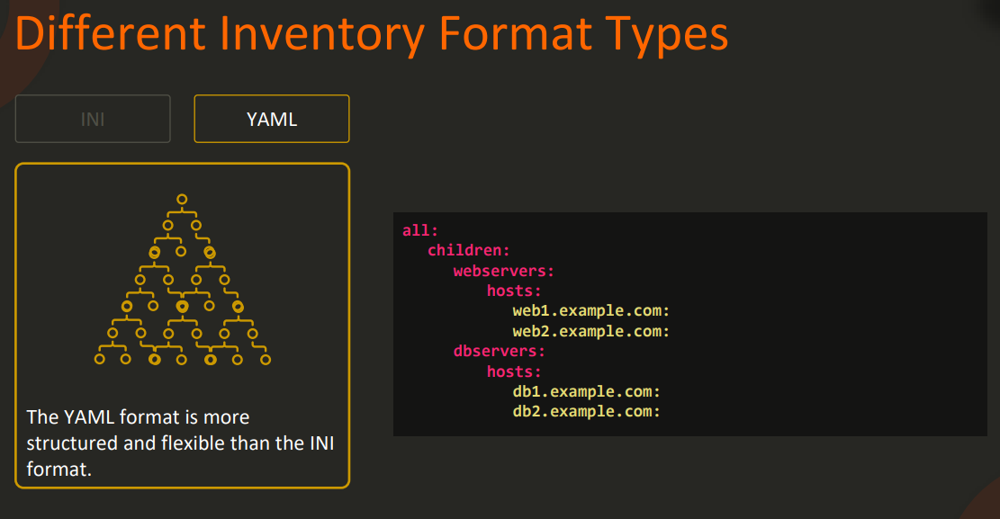 Different Inventory Format Types
INI
YAML
The YAML format is more
structured and flexible than the INI
format.
all:
children:
webservers:
hosts:
web1.example.com:
web2.example.com:
dbservers:
hosts:
db1.example.com:
db2.example.com: